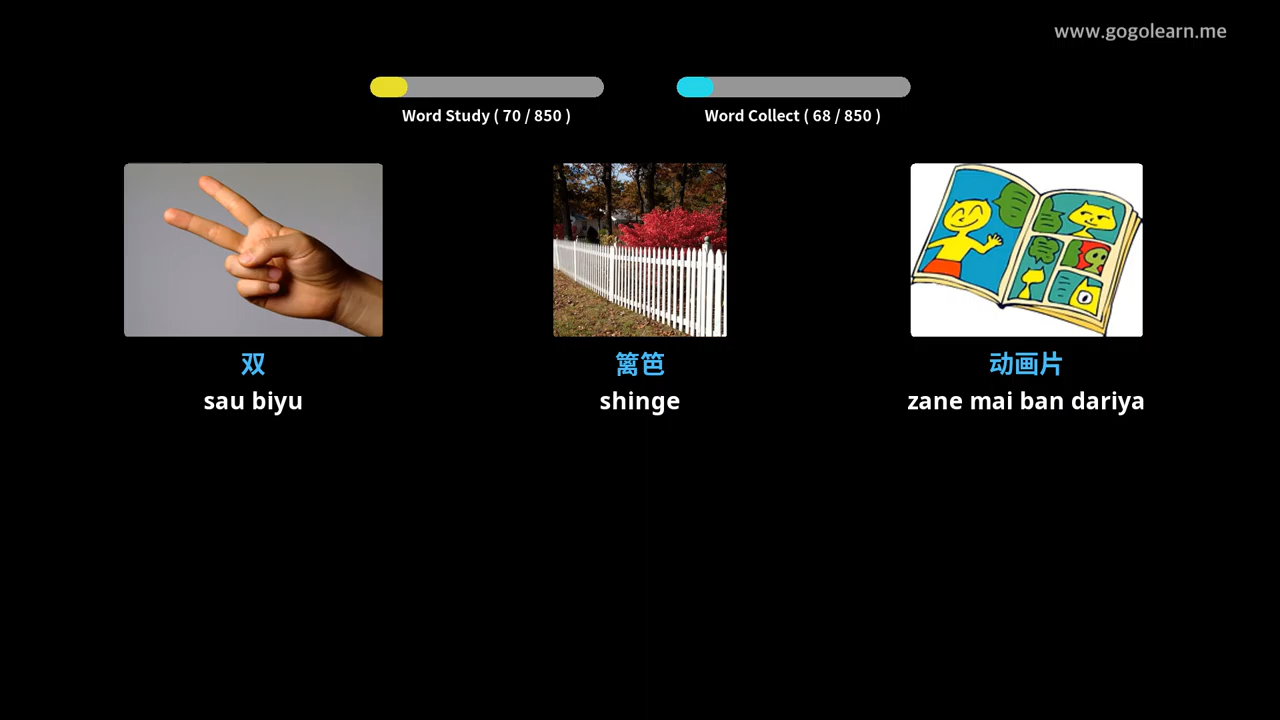 www.gogolearn.me
Word Study ( 70 / 850 )
Word Collect ( 68 / 850 )
双
篱笆
动画片
sau biyu
shinge
zane mai ban dariya